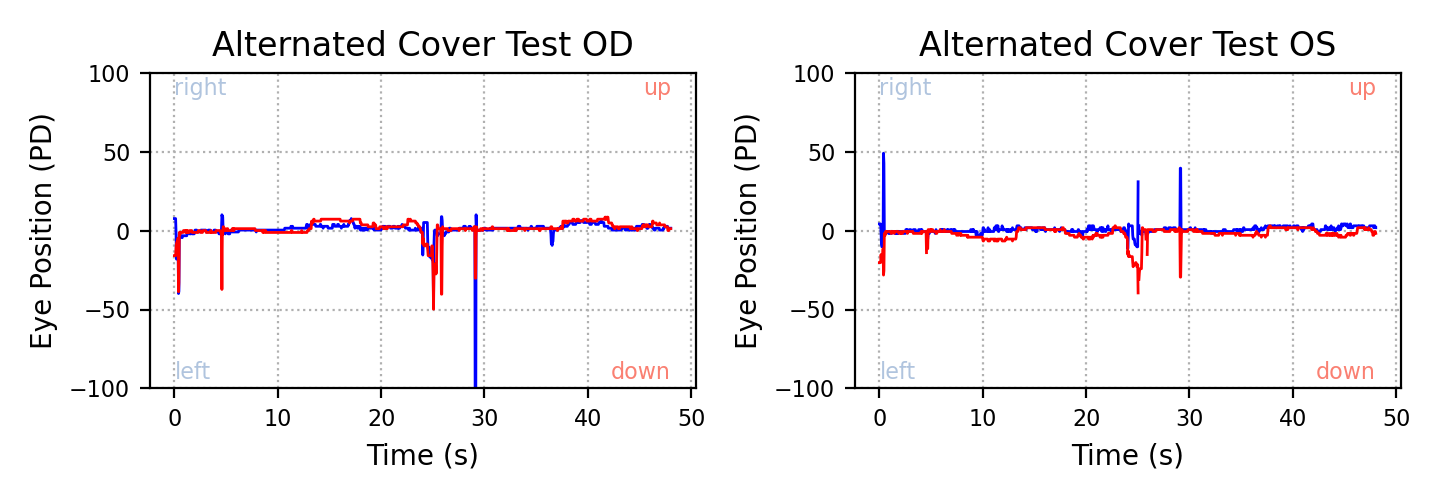 Alternated Cover Test OD
100
50
0
−50
−100
Eye Position (PD)
right
up
left
down
0 10 20 30 40 50
Time (s)
Alternated Cover Test OS
100
50
0
−50
−100
Eye Position (PD)
right
up
left
down
0 10 20 30 40 50
Time (s)